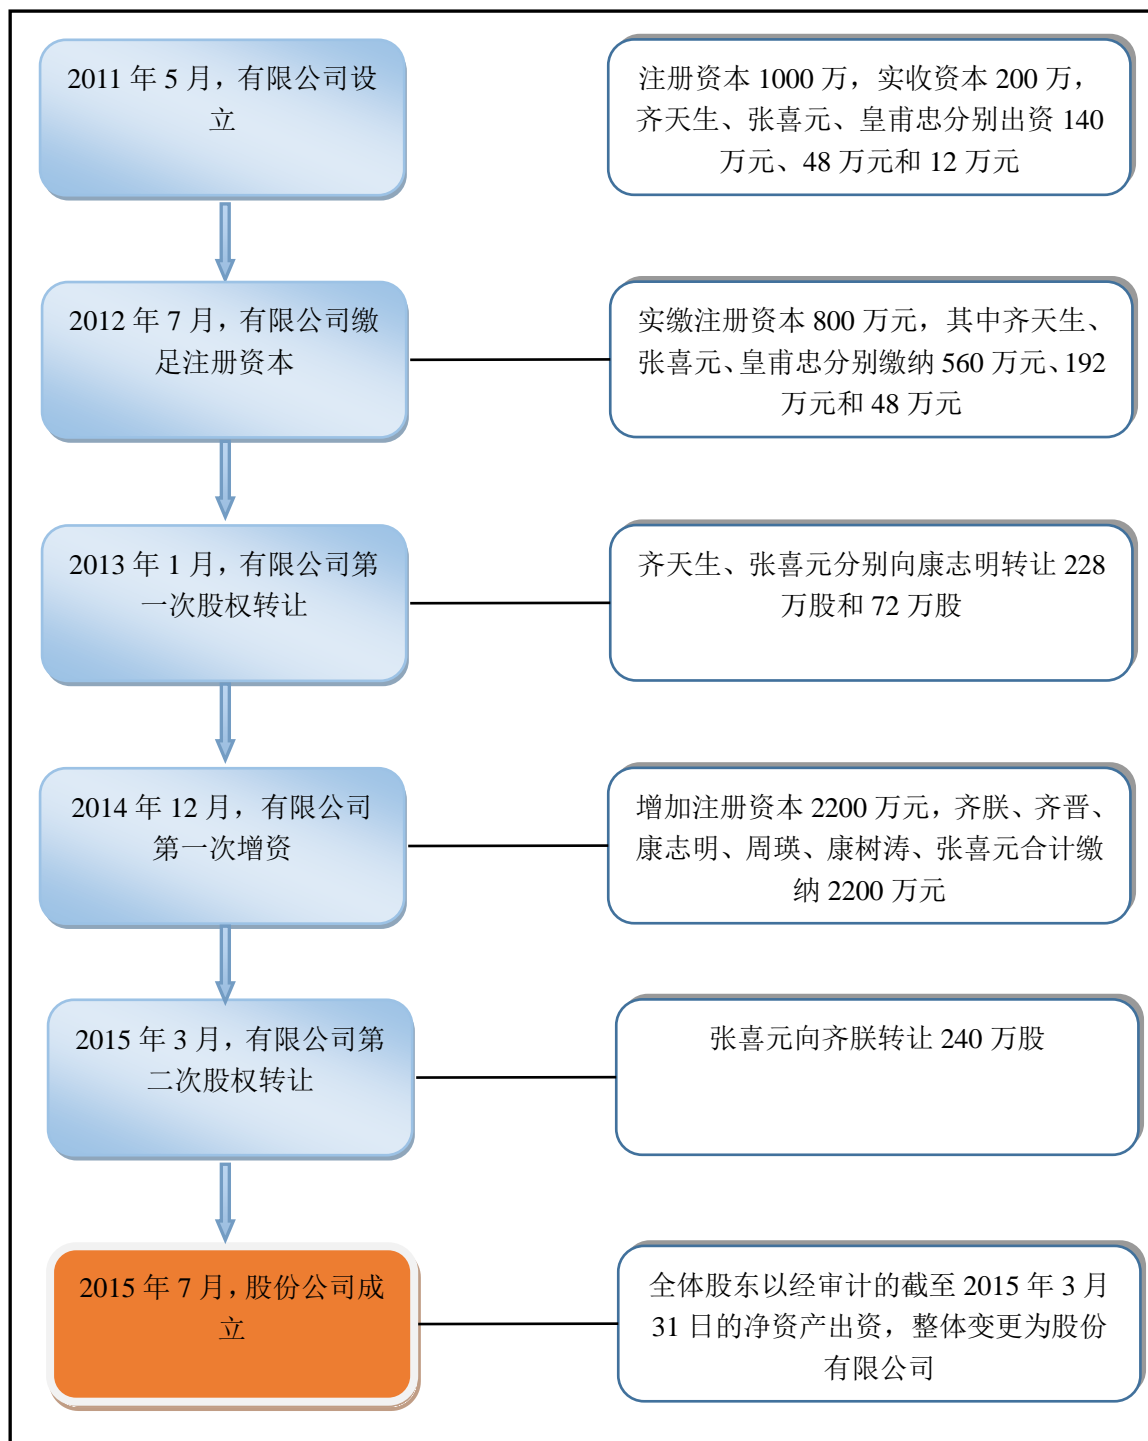 2011 年 5 月，有限公司设
立
注册资本 1000 万，实收资本 200 万，
齐天生、张喜元、皇甫忠分别出资 140
万元、48 万元和 12 万元
2012 年 7 月，有限公司缴
足注册资本
实缴注册资本 800 万元，其中齐天生、
张喜元、皇甫忠分别缴纳 560 万元、192
万元和 48 万元
2013 年 1 月，有限公司第
一次股权转让
齐天生、张喜元分别向康志明转让 228
万股和 72 万股
2014 年 12 月，有限公司
第一次增资
增加注册资本 2200 万元，齐朕、齐晋、
康志明、周瑛、康树涛、张喜元合计缴
纳 2200 万元
2015 年 3 月，有限公司第
二次股权转让
张喜元向齐朕转让 240 万股
2015 年 7 月，股份公司成
立
全体股东以经审计的截至 2015 年 3 月
31 日的净资产出资，整体变更为股份
有限公司